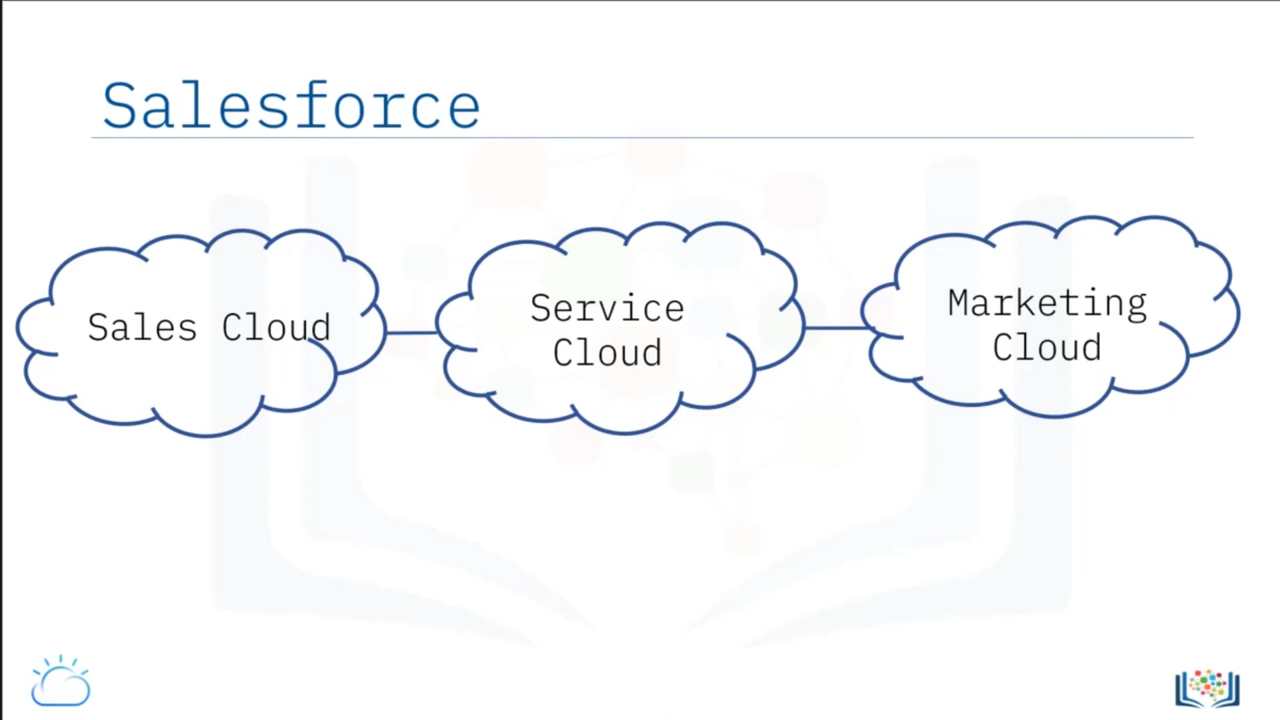 Salesforce
Sales Cloud
Service
Cloud
Marketing
Cloud